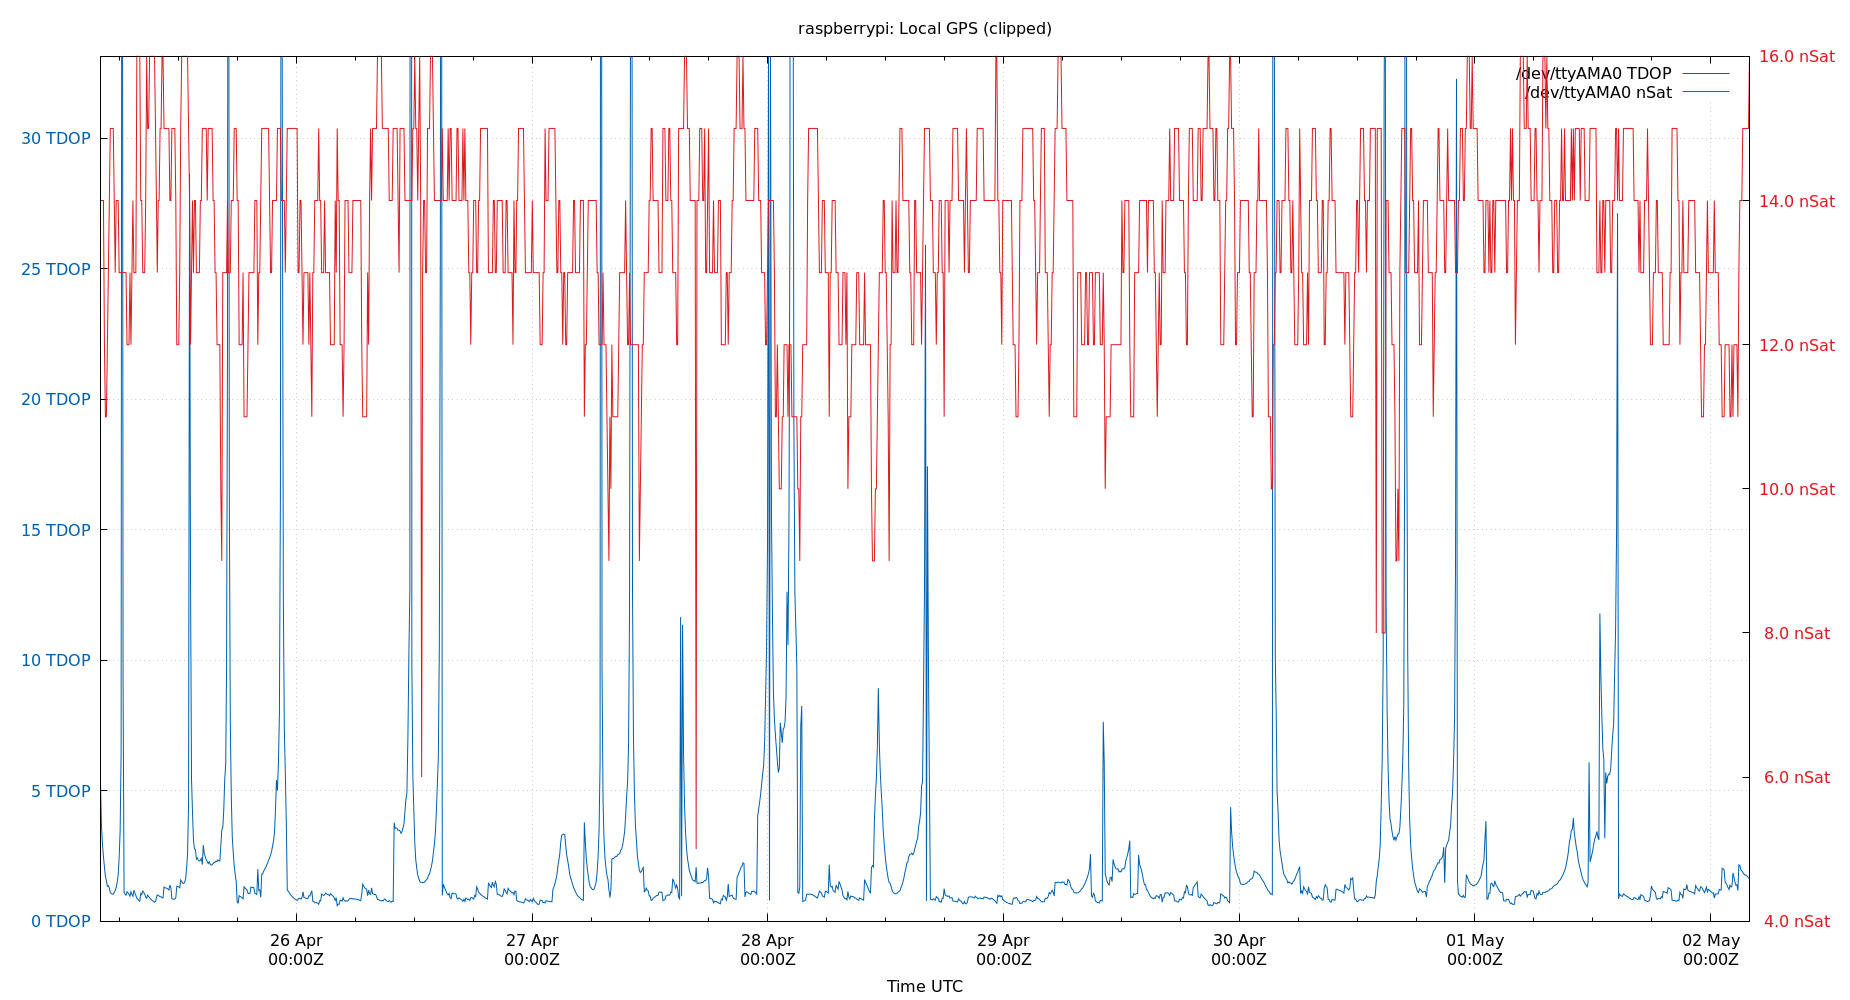 raspberrypi: Local GPS (clipped)
16.0 nSat
/dev/ttyAMA0 TDOP
/dev/ttyAMA0 nSat
30 TDOP
14.0 nSat
25 TDOP
12.0 nSat
20 TDOP
10.0 nSat
15 TDOP
8.0 nSat
10 TDOP
6.0 nSat
5 TDOP
0 TDOP
4.0 nSat
26 Apr 27 Apr 28 Apr 29 Apr 30 Apr 01 May 02 May
00:00Z 00:00Z 00:00Z 00:00Z 00:00Z 00:00Z 00:00Z
Time UTC